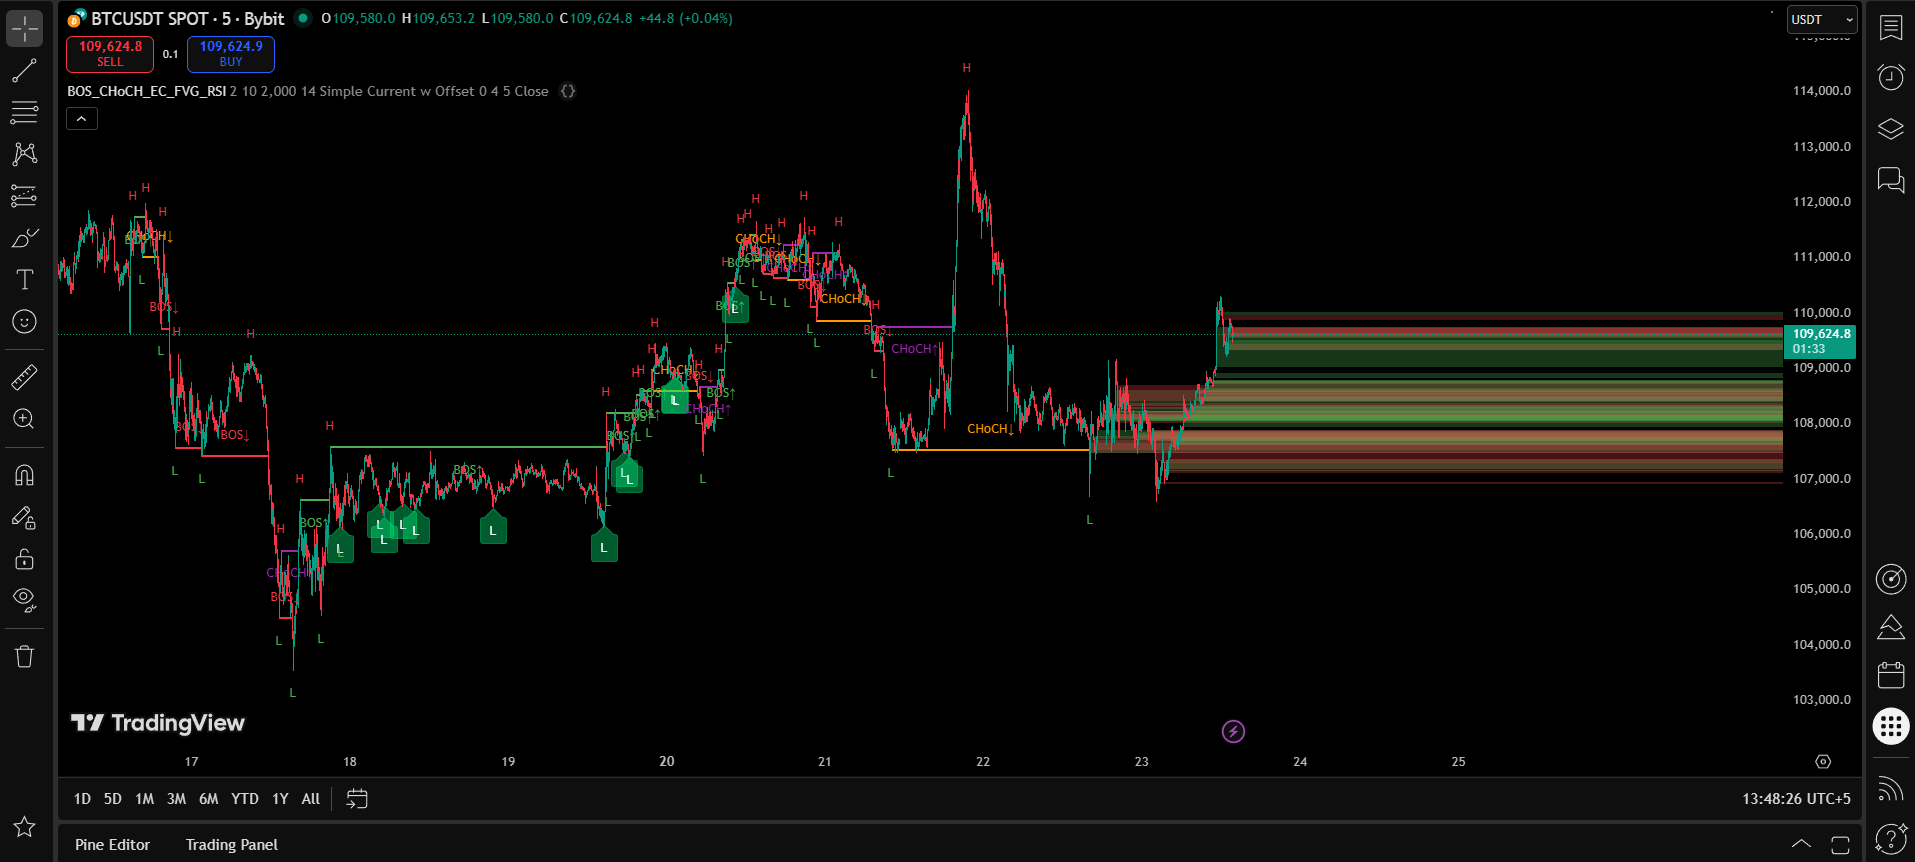 BTCUSDT SPOT · 5 · Bybit O109,580.0 H109,653.2 L109,580.0 C109,624.8 +44.8 (+0.04%)
USDT
109,624.8
SELL
0.1
109,624.9
BUY
BOS_CHoCH_EC_FVG_RSI 2 10 2,000 14 Simple Current w Offset 0 4 5 Close {}
114,000.0
113,000.0
112,000.0
111,000.0
110,000.0
109,624.8
01:33
109,000.0
108,000.0
107,000.0
106,000.0
105,000.0
104,000.0
103,000.0
H
H
H
CHoCH↓
L
BOS↓
H
L
H
BOS↓
L
L
H
H
CHoCH
BOS
L
L
L
H
BOS↑
L
L
L
L
L
BOS↑
L
L
H
BOS↑
L
L
H
H
CHoCH
BOS↓
BOS↑
CHoCH↑
L
L
H
BOS↑
L
H
H
H
CHoCH↓
BOS↑
H
H
H
H
CHoCH↓
L
L
L
L
L
L
CHoCH↓
H
BOS↓
CHoCH↑
L
L
H
CHoCH↓
L
TradingView
17 18 19 20 21 22 23 24 25
1D 5D 1M 3M 6M YTD 1Y All
13:48:26 UTC+5
Pine Editor Trading Panel